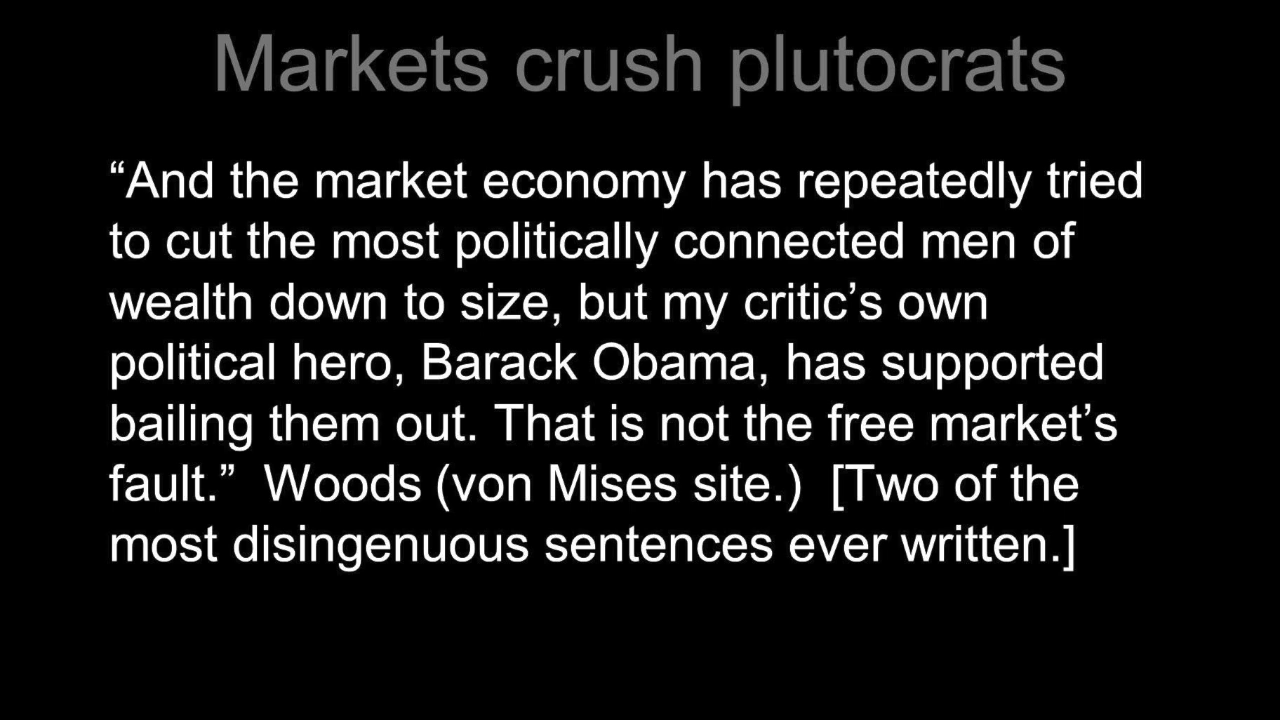 Markets crush plutocrats
“And the market economy has repeatedly tried
to cut the most politically connected men of
wealth down to size, but my critic’s own
political hero, Barack Obama, has supported
bailing them out. That is not the free market’s
fault.”  Woods (von Mises site.)  [Two of the
most disingenuous sentences ever written.]